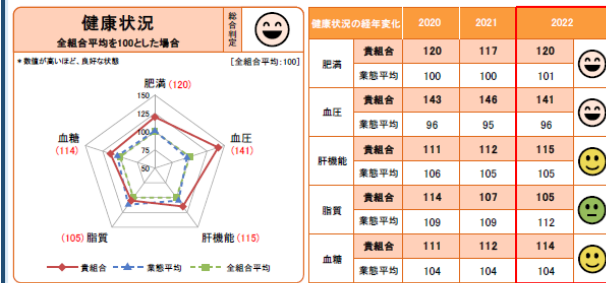 健康状況
全組合平均を100とした場合
総合判定
*数値が高いほど、良好な状態
[全組合平均:100]
肥満(120)
150
125
100
75
50
血圧
(141)
肝機能(115)
(105)脂質
血糖
(114)
貴組合 業態平均 全組合平均
健康状況の経年変化 2020 2021 2022
肥満 貴組合 120 117 120
業態平均 100 100 101
血圧 貴組合 143 146 141
業態平均 96 95 96
肝機能 貴組合 111 112 115
業態平均 106 105 105
脂質 貴組合 114 107 105
業態平均 109 109 112
血糖 貴組合 111 112 114
業態平均 104 104 104